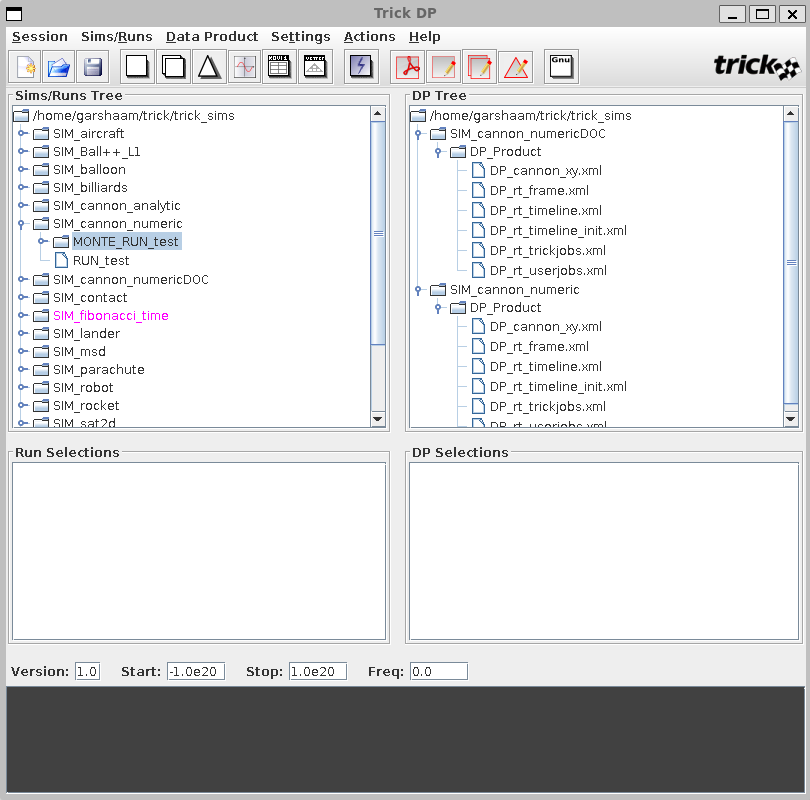 Trick DP
Session Sims/Runs Data Product Settings Actions Help
Gnu
trick
Sims/Runs Tree
/home/garshaam/trick/trick_sims
SIM_aircraft
SIM_Ball++_L1
SIM_balloon
SIM_billiards
SIM_cannon_analytic
SIM_cannon_numeric
MONTE_RUN_test
RUN_test
SIM_cannon_numericDOC
SIM_contact
SIM_fibonacci_time
SIM_lander
SIM_msd
SIM_parachute
SIM_robot
SIM_rocket
SIM_sat2d
DP Tree
/home/garshaam/trick/trick_sims
SIM_cannon_numericDOC
DP_Product
DP_cannon_xy.xml
DP_rt_frame.xml
DP_rt_timeline.xml
DP_rt_timeline_init.xml
DP_rt_trickjobs.xml
DP_rt_userjobs.xml
SIM_cannon_numeric
DP_Product
DP_cannon_xy.xml
DP_rt_frame.xml
DP_rt_timeline.xml
DP_rt_timeline_init.xml
DP_rt_trickjobs.xml
DP_rt_userjobs.xml
Run Selections
DP Selections
Version: 1.0 Start: -1.0e20 Stop: 1.0e20 Freq: 0.0